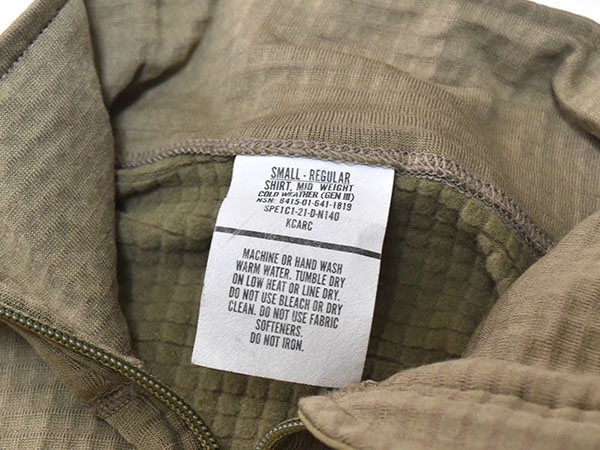 SMALL - REGULAR
SHIRT, MID WEIGHT
COLD WEATHER (GEN III)
NSN: 8415-01-641-1819
SPE1C1-21-D-N140
KCARC
MACHINE OR HAND WASH
WARM WATER. TUMBLE DRY
ON LOW HEAT OR LINE DRY.
DO NOT USE BLEACH OR DRY
CLEAN. DO NOT USE FABRIC
SOFTENERS.
DO NOT IRON.